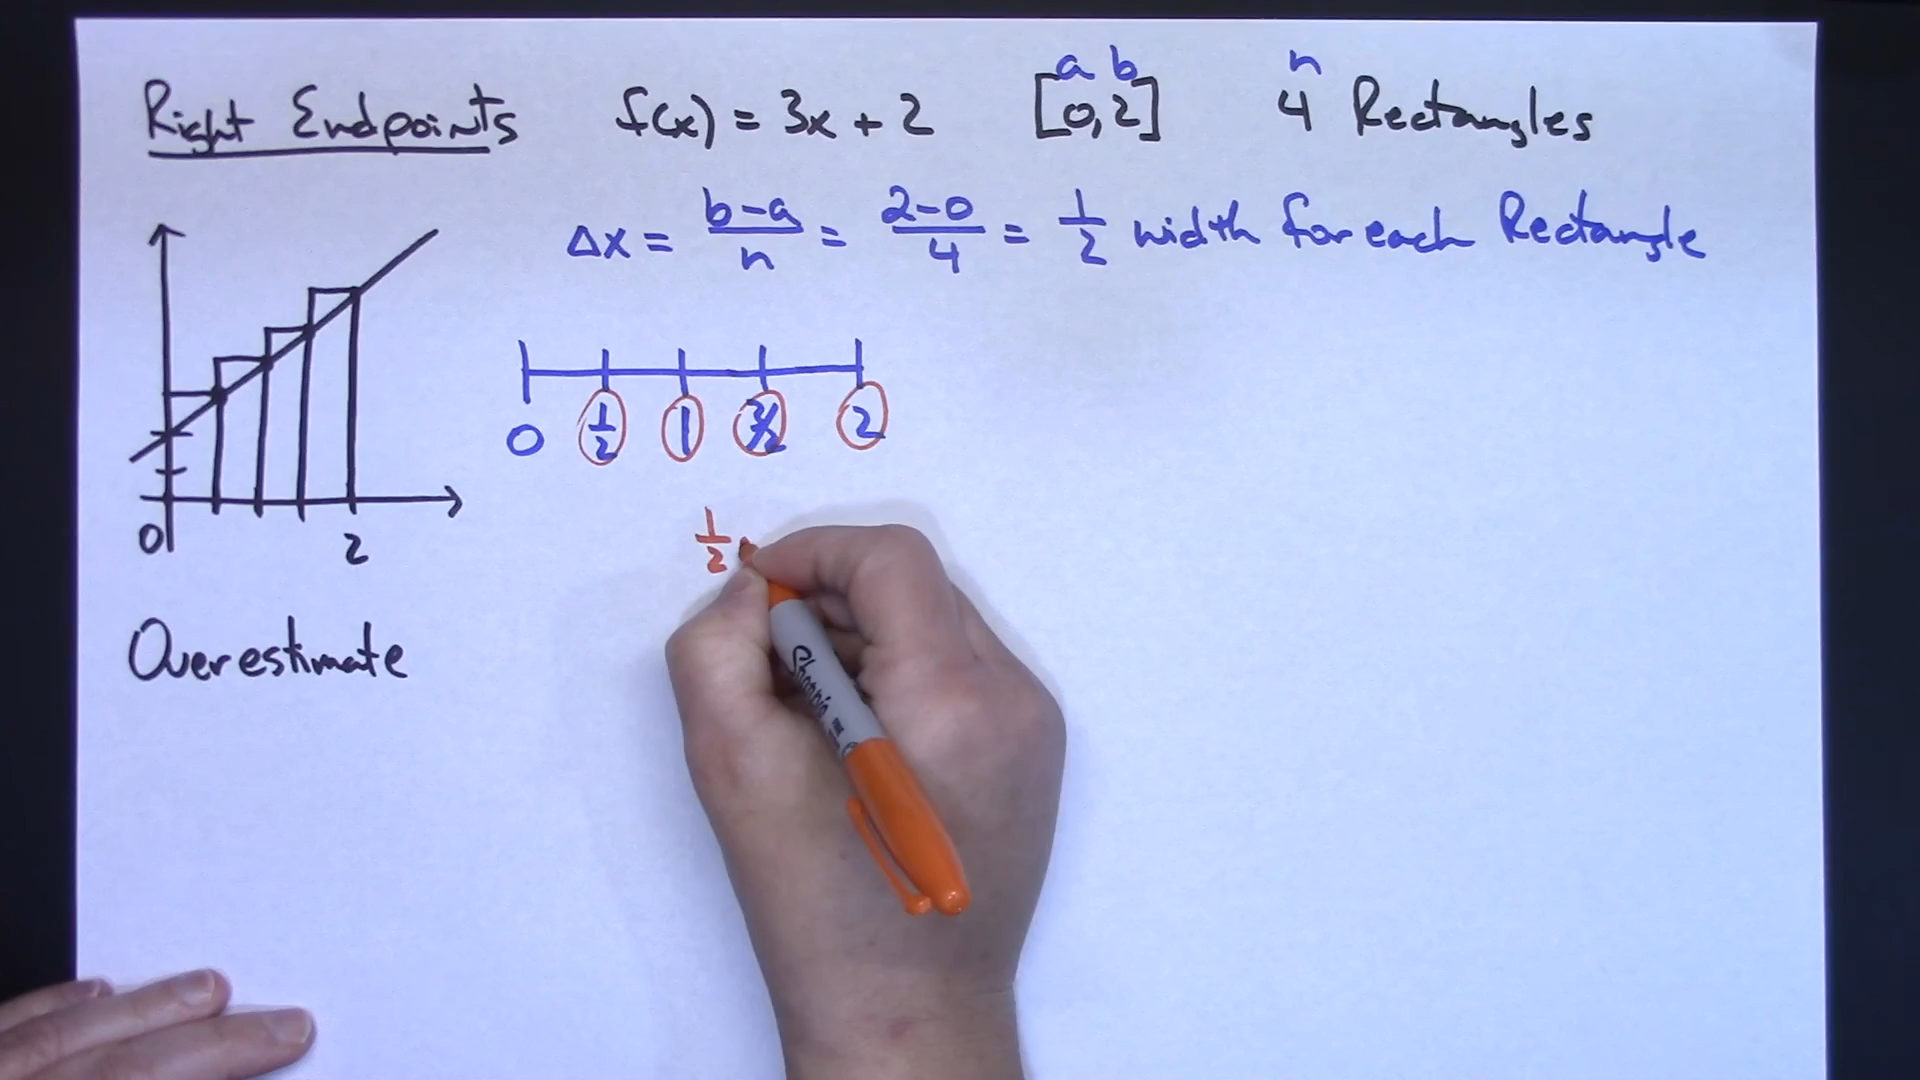 a b n
Right Endpoints f(x) = 3x + 2 [0,2] 4 Rectangles
Δx = b-a/n = 2-0/4 = 1/2 width for each Rectangle
0 1/2 1 3/2 2
0 2
1/2
Overestimate
Sharpie